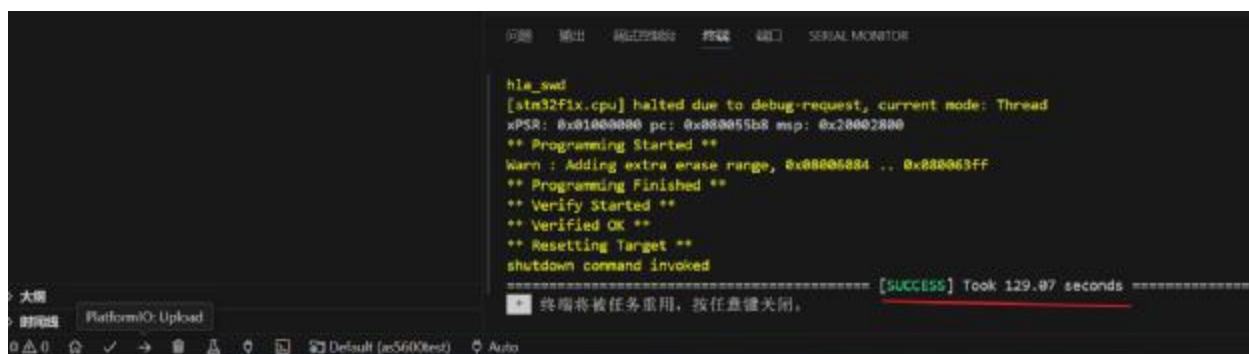 问题 输出 调试控制台 终端 端口 SERIAL MONITOR
hla_swd
[stm32f1x.cpu] halted due to debug-request, current mode: Thread
xPSR: 0x01000000 pc: 0x080055b8 msp: 0x20002800
** Programming Started **
Warn : Adding extra erase range, 0x08006084 .. 0x080063ff
** Programming Finished **
** Verify Started **
** Verified OK **
** Resetting Target **
shutdown command invoked
[SUCCESS] Took 129.07 seconds
终端将被任务重用，按任意键关闭。
大纲
时间线
PlatformIO: Upload
0 0 Default (as5600test) Auto